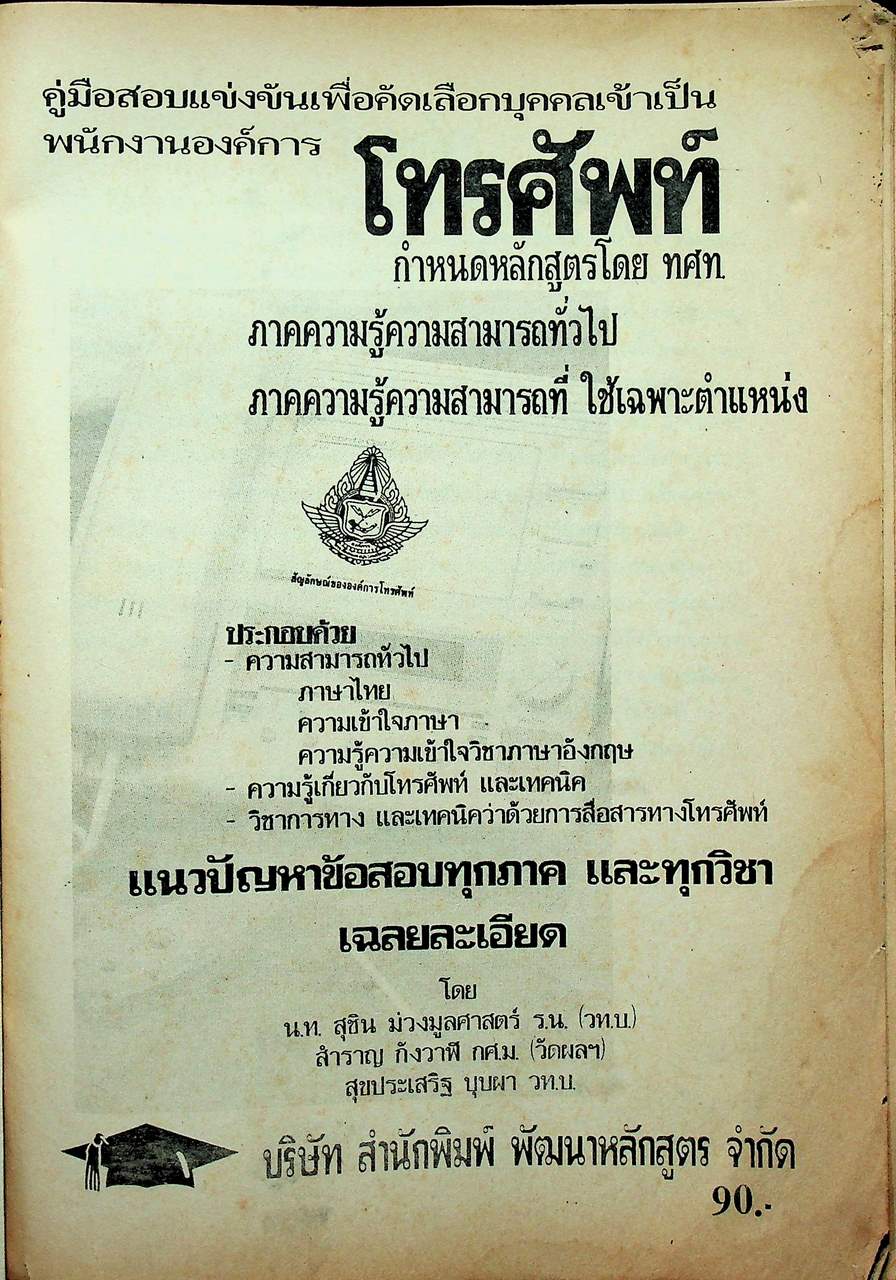 คู่มือสอบแข่งขันเพื่อคัดเลือกบุคคลเข้าเป็น
พนักงานองค์การ
โทรศัพท์
กำหนดหลักสูตรโดย ทศท.
ภาคความรู้ความสามารถทั่วไป
ภาคความรู้ความสามารถที่ ใช้เฉพาะตำแหน่ง
สัญลักษณ์ขององค์การโทรศัพท์
ประกอบด้วย
- ความสามารถทั่วไป
ภาษาไทย
ความเข้าใจภาษา
ความรู้ความเข้าใจวิชาภาษาอังกฤษ
- ความรู้เกี่ยวกับโทรศัพท์ และเทคนิค
- วิชาการทาง และเทคนิคว่าด้วยการสื่อสารทางโทรศัพท์
แนวปัญหาข้อสอบทุกภาค และทุกวิชา
เฉลยละเอียด
โดย
น.ท. สุชิน ม่วงมูลศาสตร์ ร.น. (วท.บ.)
สำราญ กังวาฬ กศ.ม. (วัดผลฯ)
สุขประเสริฐ บุบผา วท.บ.
บริษัท สำนักพิมพ์ พัฒนาหลักสูตร จำกัด
90.-